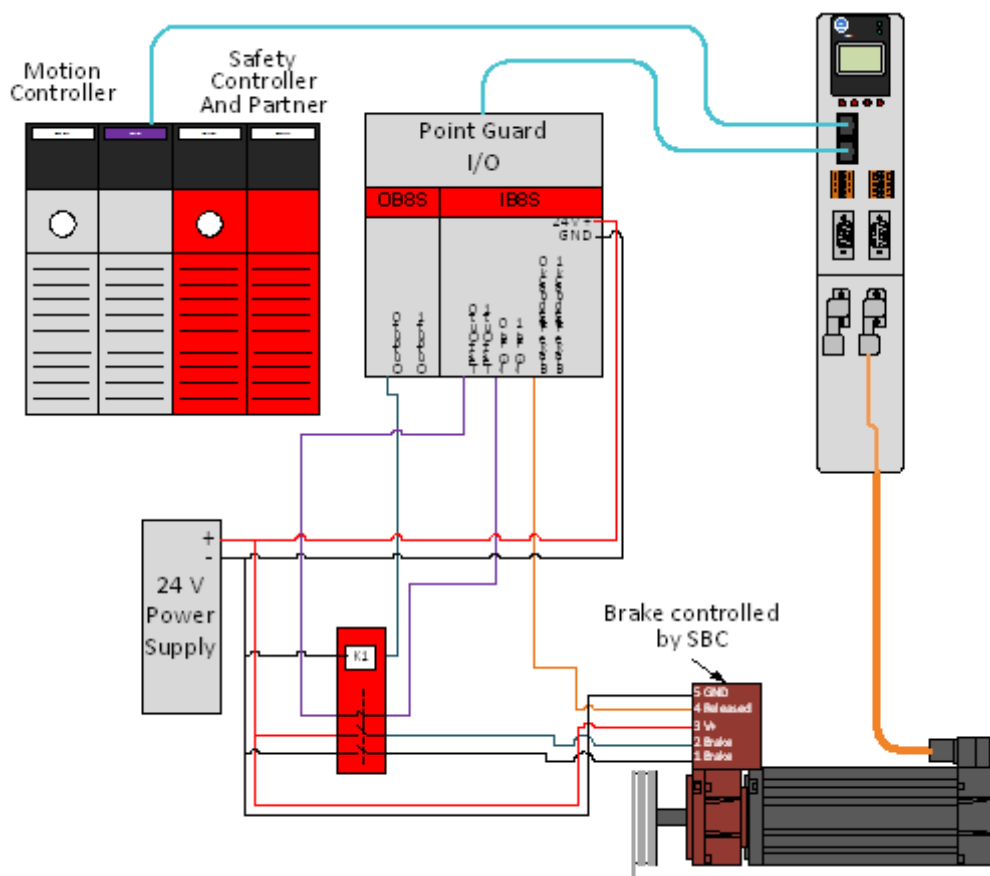 Motion
Controller
Safety
Controller
And Partner
Point Guard
I/O
OB8S
IB8S
24V +
GND
+
-
24 V
Power
Supply
K1
Brake controlled
by SBC
5 GND
4 Released
3 V+
2 Brake
1 Brake